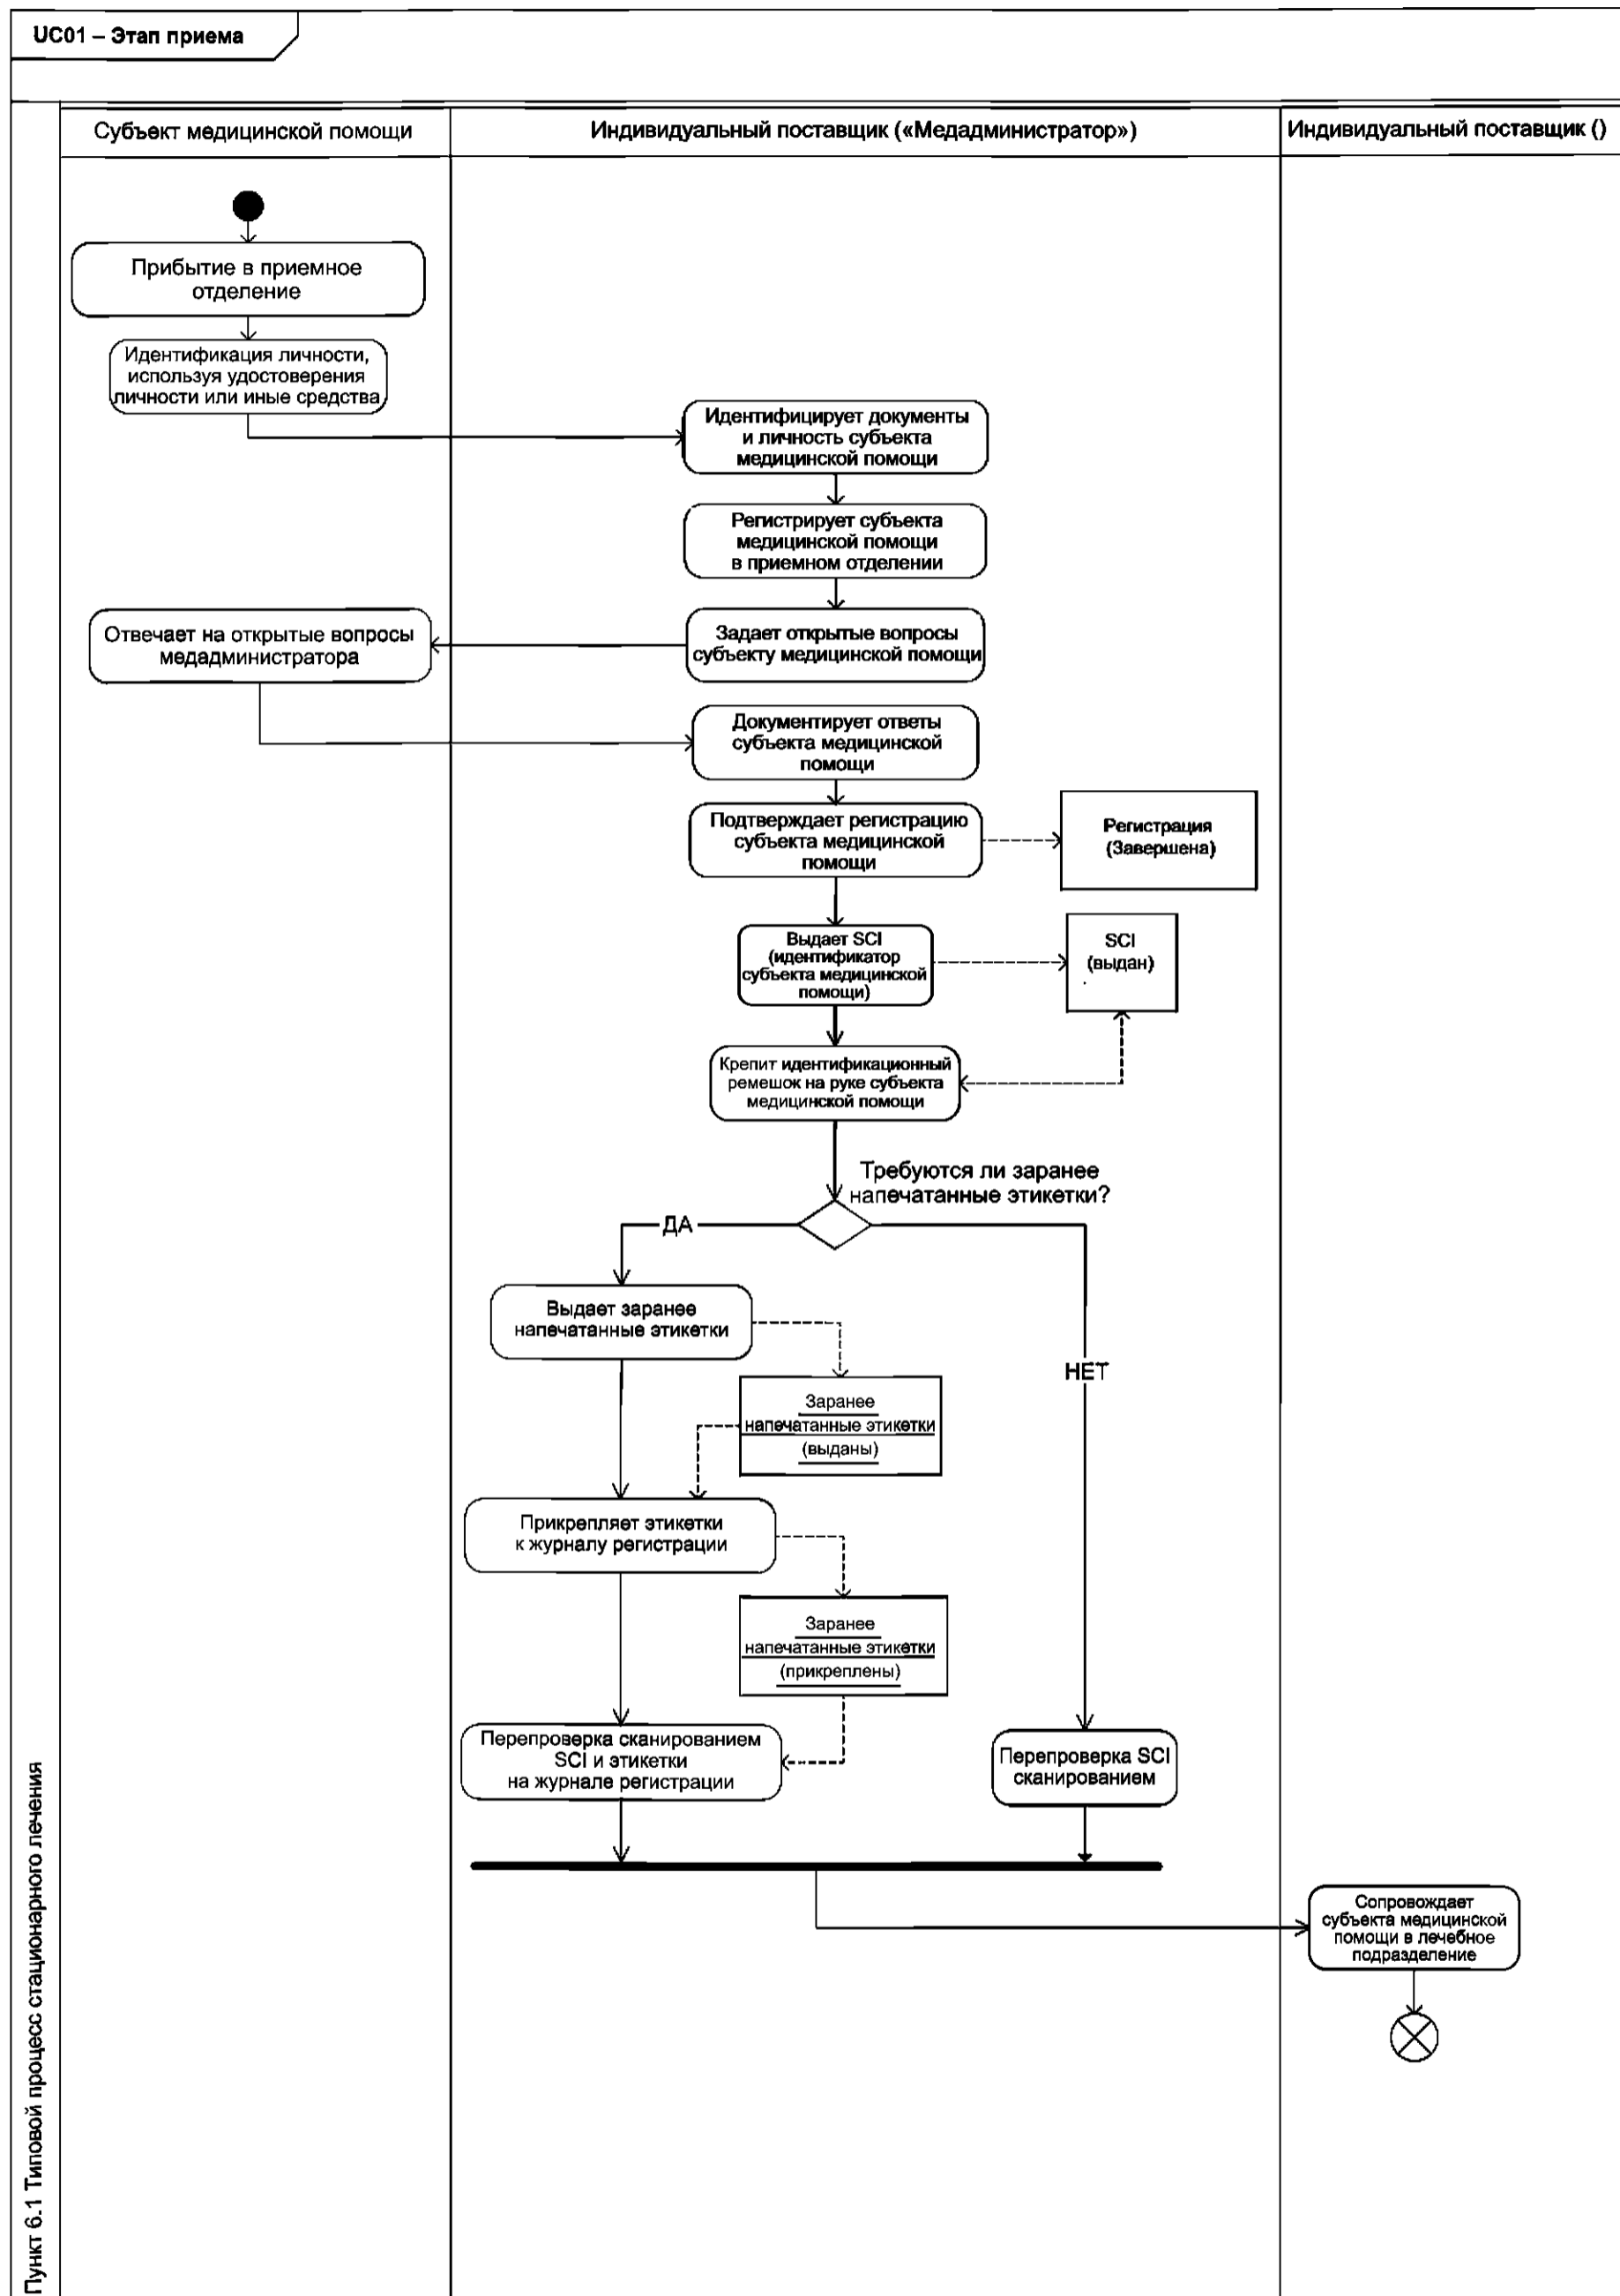 UC01 – Этап приема
Субъект медицинской помощи
Индивидуальный поставщик («Медадминистратор»)
Индивидуальный поставщик ()
Прибытие в приемное
отделение
Идентификация личности,
используя удостоверения
личности или иные средства
Идентифицирует документы
и личность субъекта
медицинской помощи
Регистрирует субъекта
медицинской помощи
в приемном отделении
Задает открытые вопросы
субъекту медицинской помощи
Отвечает на открытые вопросы
медадминистратора
Документирует ответы
субъекта медицинской
помощи
Подтверждает регистрацию
субъекта медицинской
помощи
Регистрация
(Завершена)
Выдает SCI
(идентификатор
субъекта медицинской
помощи)
SCI
(выдан)
Крепит идентификационный
ремешок на руке субъекта
медицинской помощи
Требуются ли заранее
напечатанные этикетки?
ДА
НЕТ
Выдает заранее
напечатанные этикетки
Заранее
напечатанные этикетки
(выданы)
Прикрепляет этикетки
к журналу регистрации
Заранее
напечатанные этикетки
(прикреплены)
Перепроверка сканированием
SCI и этикетки
на журнале регистрации
Перепроверка SCI
сканированием
Сопровождает
субъекта медицинской
помощи в лечебное
подразделение
Пункт 6.1 Типовой процесс стационарного лечения